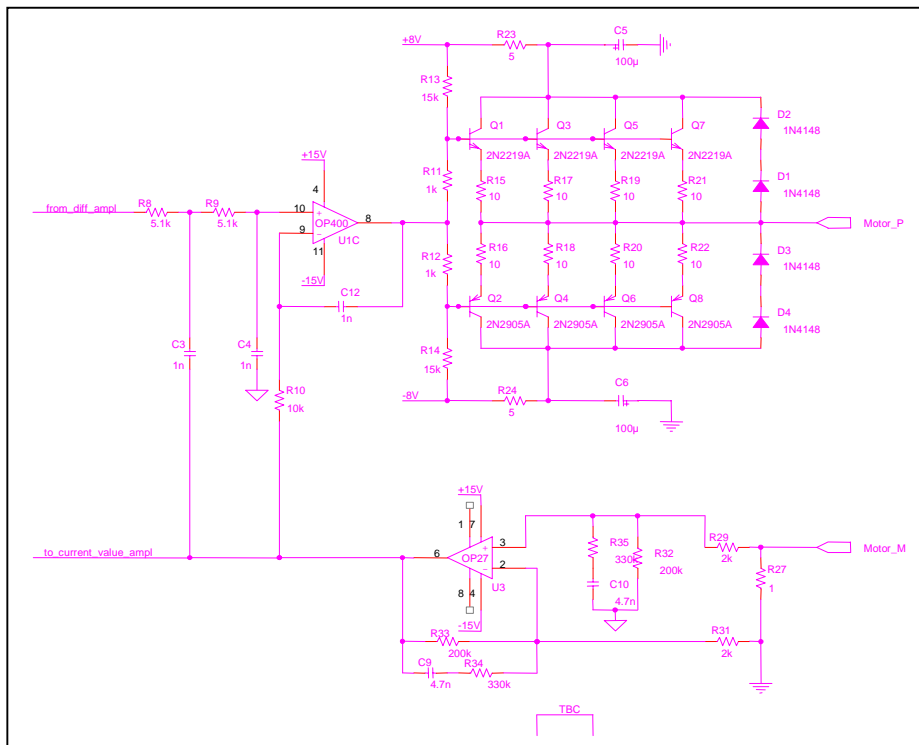 +8V
R23
5
C5
100µ
R13
15k
D2
1N4148
Q1
Q3
Q5
Q7
2N2219A
2N2219A
2N2219A
2N2219A
+15V
4
R11
1k
R15
10
R17
10
R19
10
R21
10
D1
1N4148
from_diff_ampl
R8
5.1k
R9
5.1k
10
+
OP400
8
9
−
U1C
11
-15V
Motor_P
R12
1k
R16
10
R18
10
R20
10
R22
10
D3
1N4148
C12
1n
Q2
Q4
Q6
Q8
2N2905A
2N2905A
2N2905A
2N2905A
D4
1N4148
C3
1n
C4
1n
R14
15k
R10
10k
-8V
R24
5
C6
100µ
+15V
1
7
to_current_value_ampl
6
+
3
OP27
−
2
U3
8
4
-15V
R35
330k
R32
200k
C10
4.7n
R29
2k
Motor_M
R27
1
R33
200k
R31
2k
C9
4.7n
R34
330k
TBC